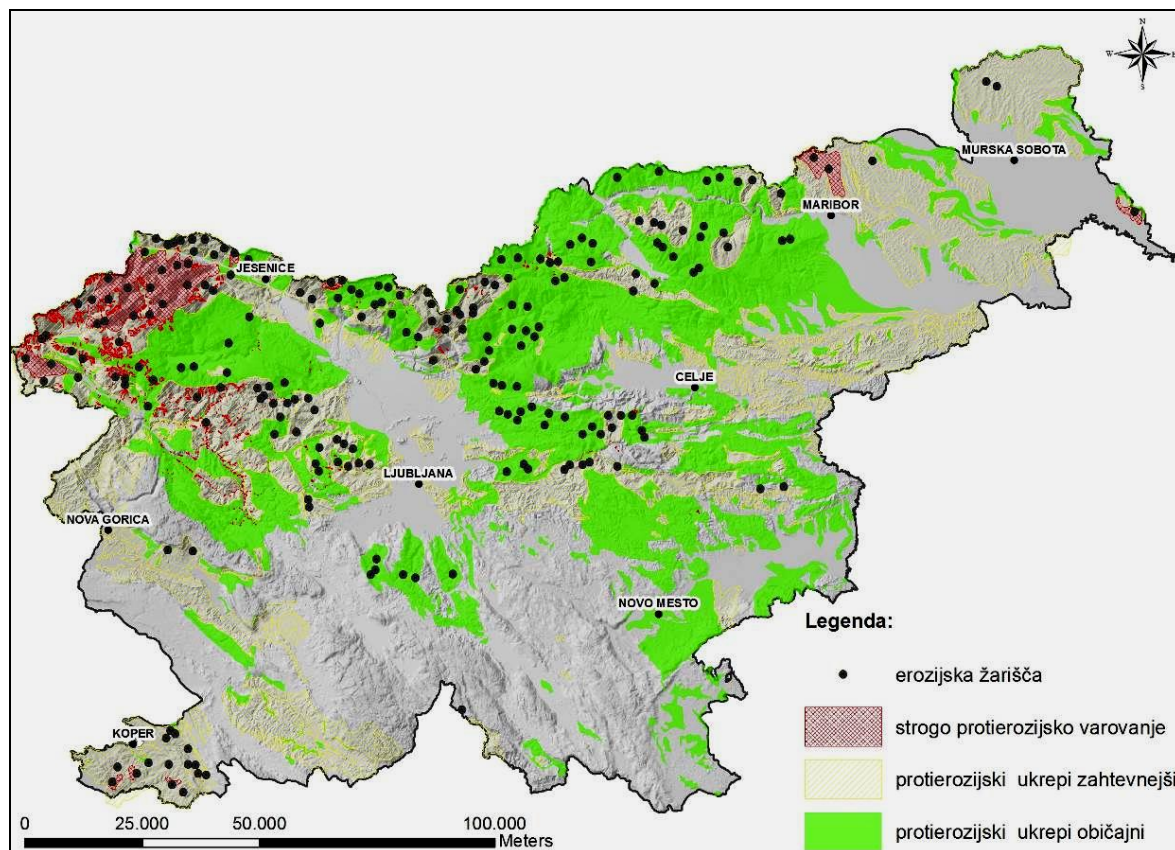 N
W E
S
MURSKA SOBOTA
MARIBOR
JESENICE
CELJE
LJUBLJANA
NOVA GORICA
NOVO MESTO
KOPER
Legenda:
erozijska žarišča
strogo protierozijsko varovanje
protierozijski ukrepi zahtevnejši
protierozijski ukrepi običajni
0 25.000 50.000 100.000
Meters